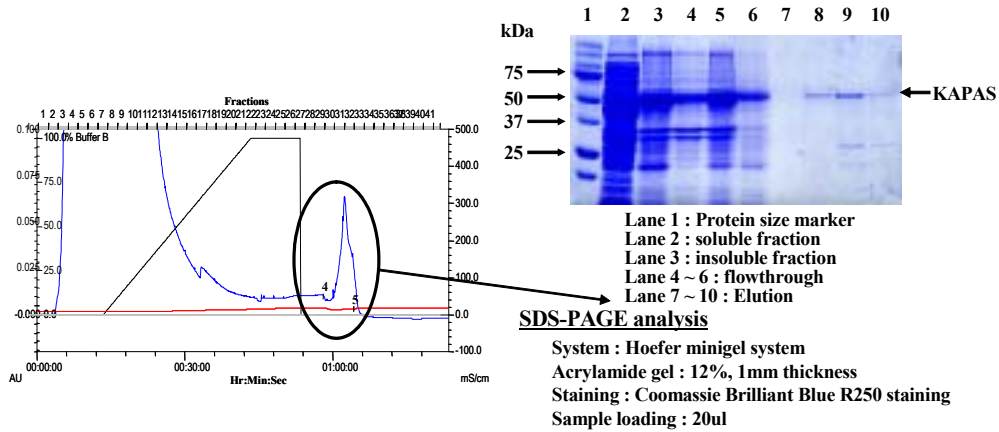 Fractions
1 2 3 4 5 6 7 8 9 10 11 12 13 14 15 16 17 18 19 20 21 22 23 24 25 26 27 28 29 30 31 32 33 34 35 36 37 38 39 40 41
0.100
0.075
0.050
0.025
-0.000
100.0% Buffer B
75.0
50.0
25.0
0.0
500.0
400.0
300.0
200.0
100.0
0.0
-100.0
4
5
00:00:00
00:30:00
01:00:00
AU
Hr:Min:Sec
mS/cm
1 2 3 4 5 6 7 8 9 10
kDa
75
50
37
25
KAPAS
Lane 1 : Protein size marker
Lane 2 : soluble fraction
Lane 3 : insoluble fraction
Lane 4 ~ 6 : flowthrough
Lane 7 ~ 10 : Elution
SDS-PAGE analysis
System : Hoefer minigel system
Acrylamide gel : 12%, 1mm thickness
Staining : Coomassie Brilliant Blue R250 staining
Sample loading : 20ul